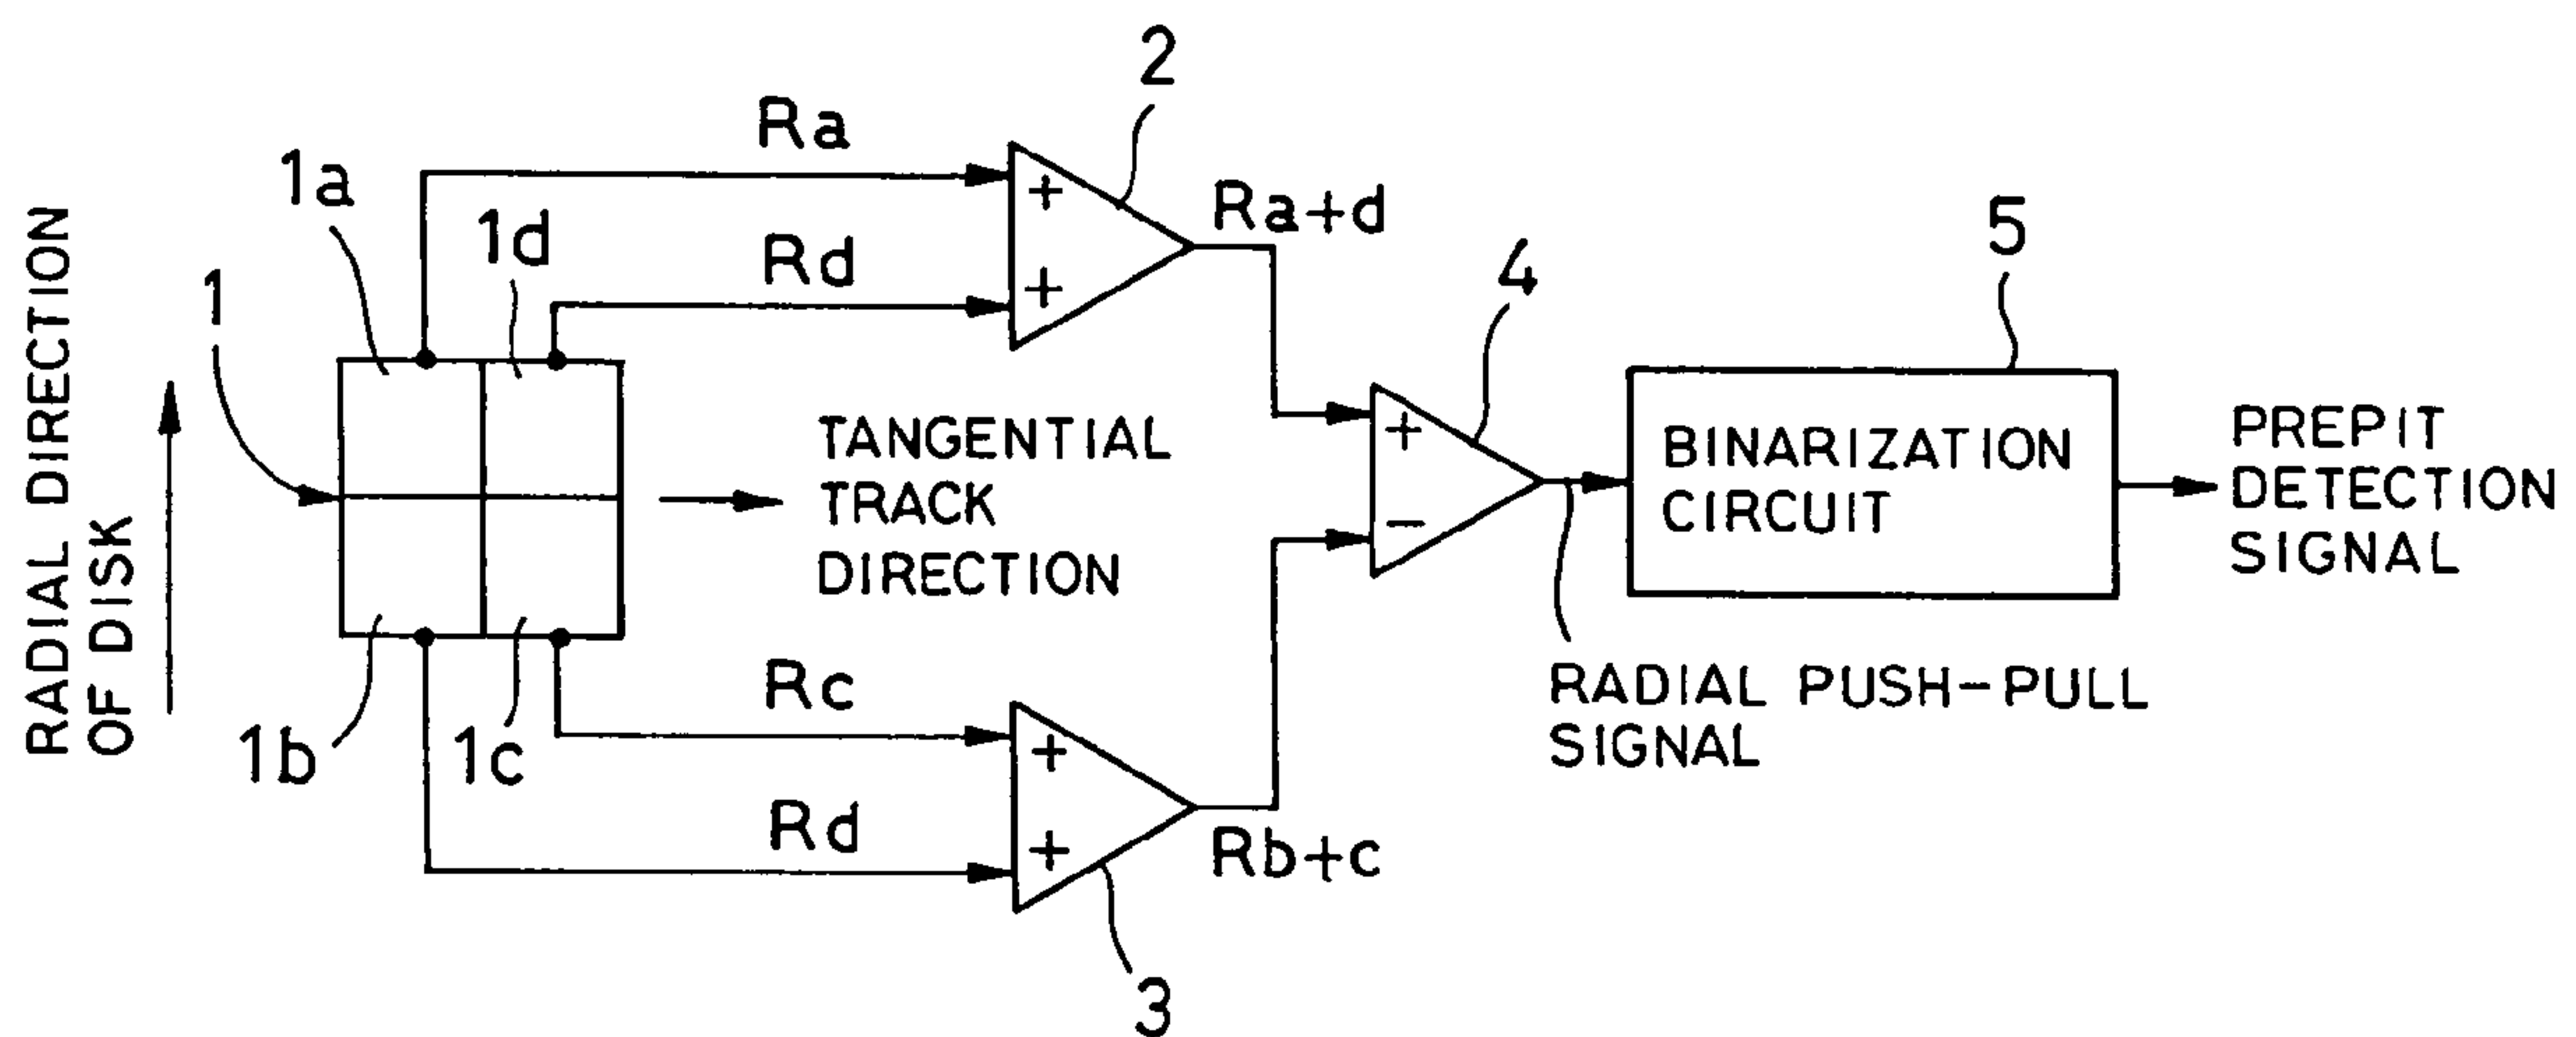 RADIAL DIRECTION
OF DISK
1
1a
1d
1b
1c
Ra
Rd
Rc
Rd
2
+
+
Ra+d
3
+
+
Rb+c
TANGENTIAL
TRACK
DIRECTION
4
+
−
RADIAL PUSH-PULL
SIGNAL
5
BINARIZATION
CIRCUIT
PREPIT
DETECTION
SIGNAL